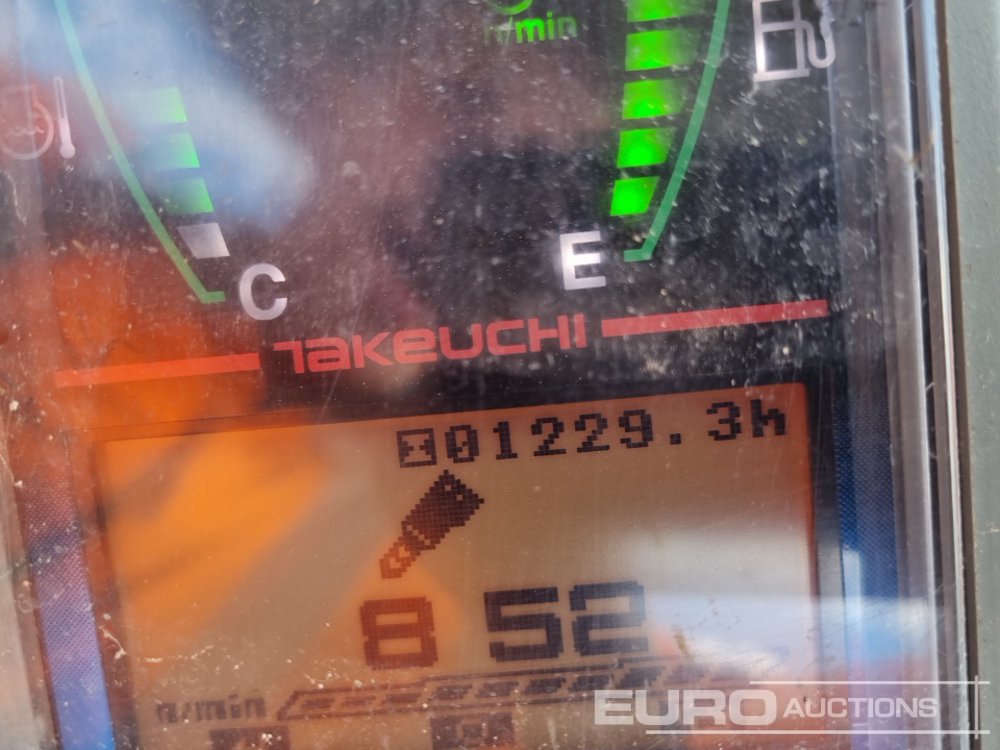 n/min
C
E
TAKEUCHI
01229.3h
8 52
n/min
EURO AUCTIONS